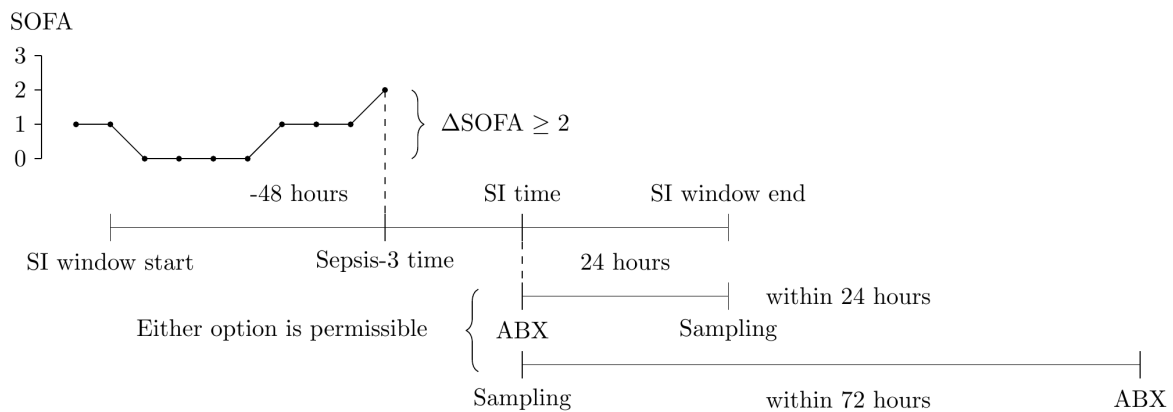 SOFA
3
2
1
0
ΔSOFA ≥ 2
-48 hours
SI time
SI window end
SI window start
Sepsis-3 time
24 hours
within 24 hours
Either option is permissible
ABX
Sampling
Sampling
within 72 hours
ABX